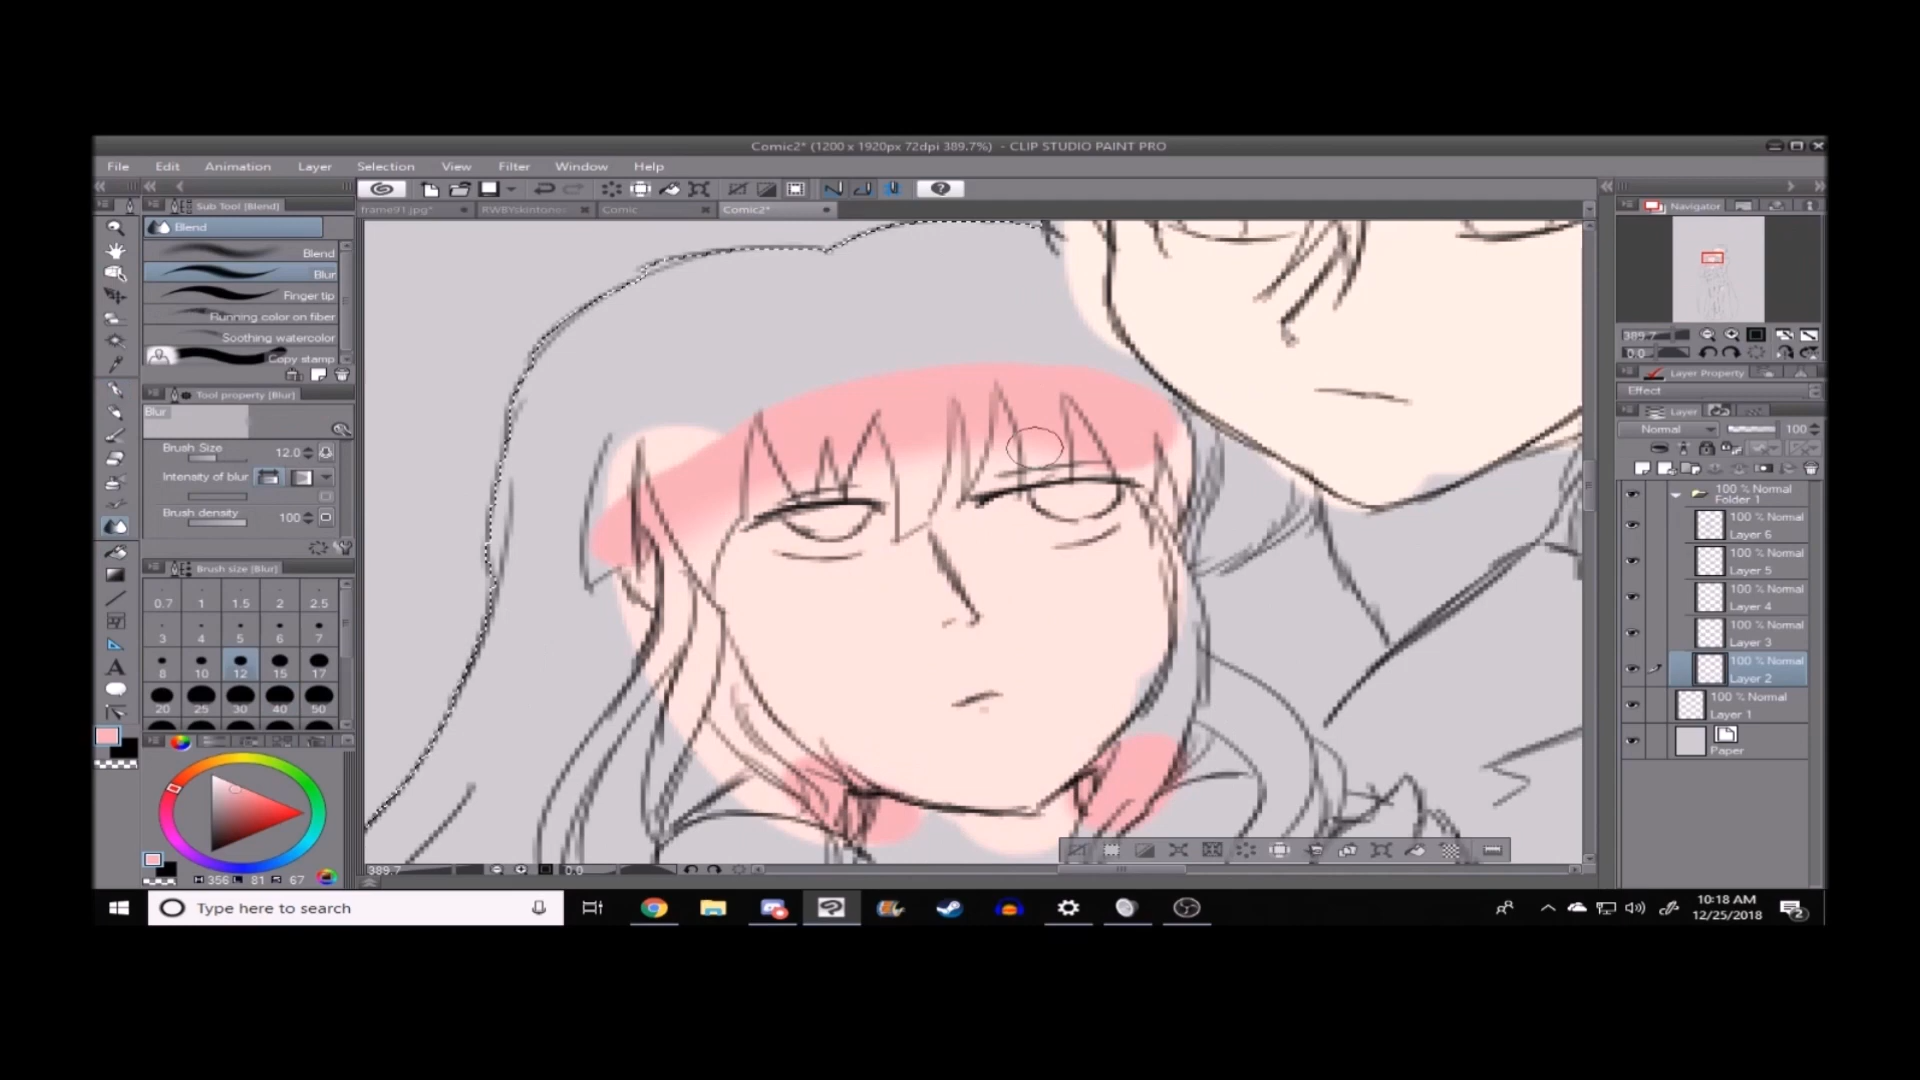 Comic2* (1200 x 1920px 72dpi 389.7%) - CLIP STUDIO PAINT PRO
File Edit Animation Layer Selection View Filter Window Help
Sub Tool [Blend]
Blend
Blend
Blur
Finger tip
Running color on fiber
Soothing watercolor
Copy stamp
Tool property [Blur]
Blur
Brush Size 12.0
Intensity of blur
Brush density 100
Brush size [Blur]
0.7 1 1.5 2 2.5
3 4 5 6 7
8 10 12 15 17
20 25 30 40 50
356 81 67
frame91.jpg* Comic Comic2*
389.7 0.0
Navigator
389.7
0.0
Layer Property
Effect
Layer
Normal 100
100 % Normal
Folder 1
100 % Normal
Layer 6
100 % Normal
Layer 5
100 % Normal
Layer 4
100 % Normal
Layer 3
100 % Normal
Layer 2
100 % Normal
Layer 1
Paper
Type here to search
10:18 AM
12/25/2018
2